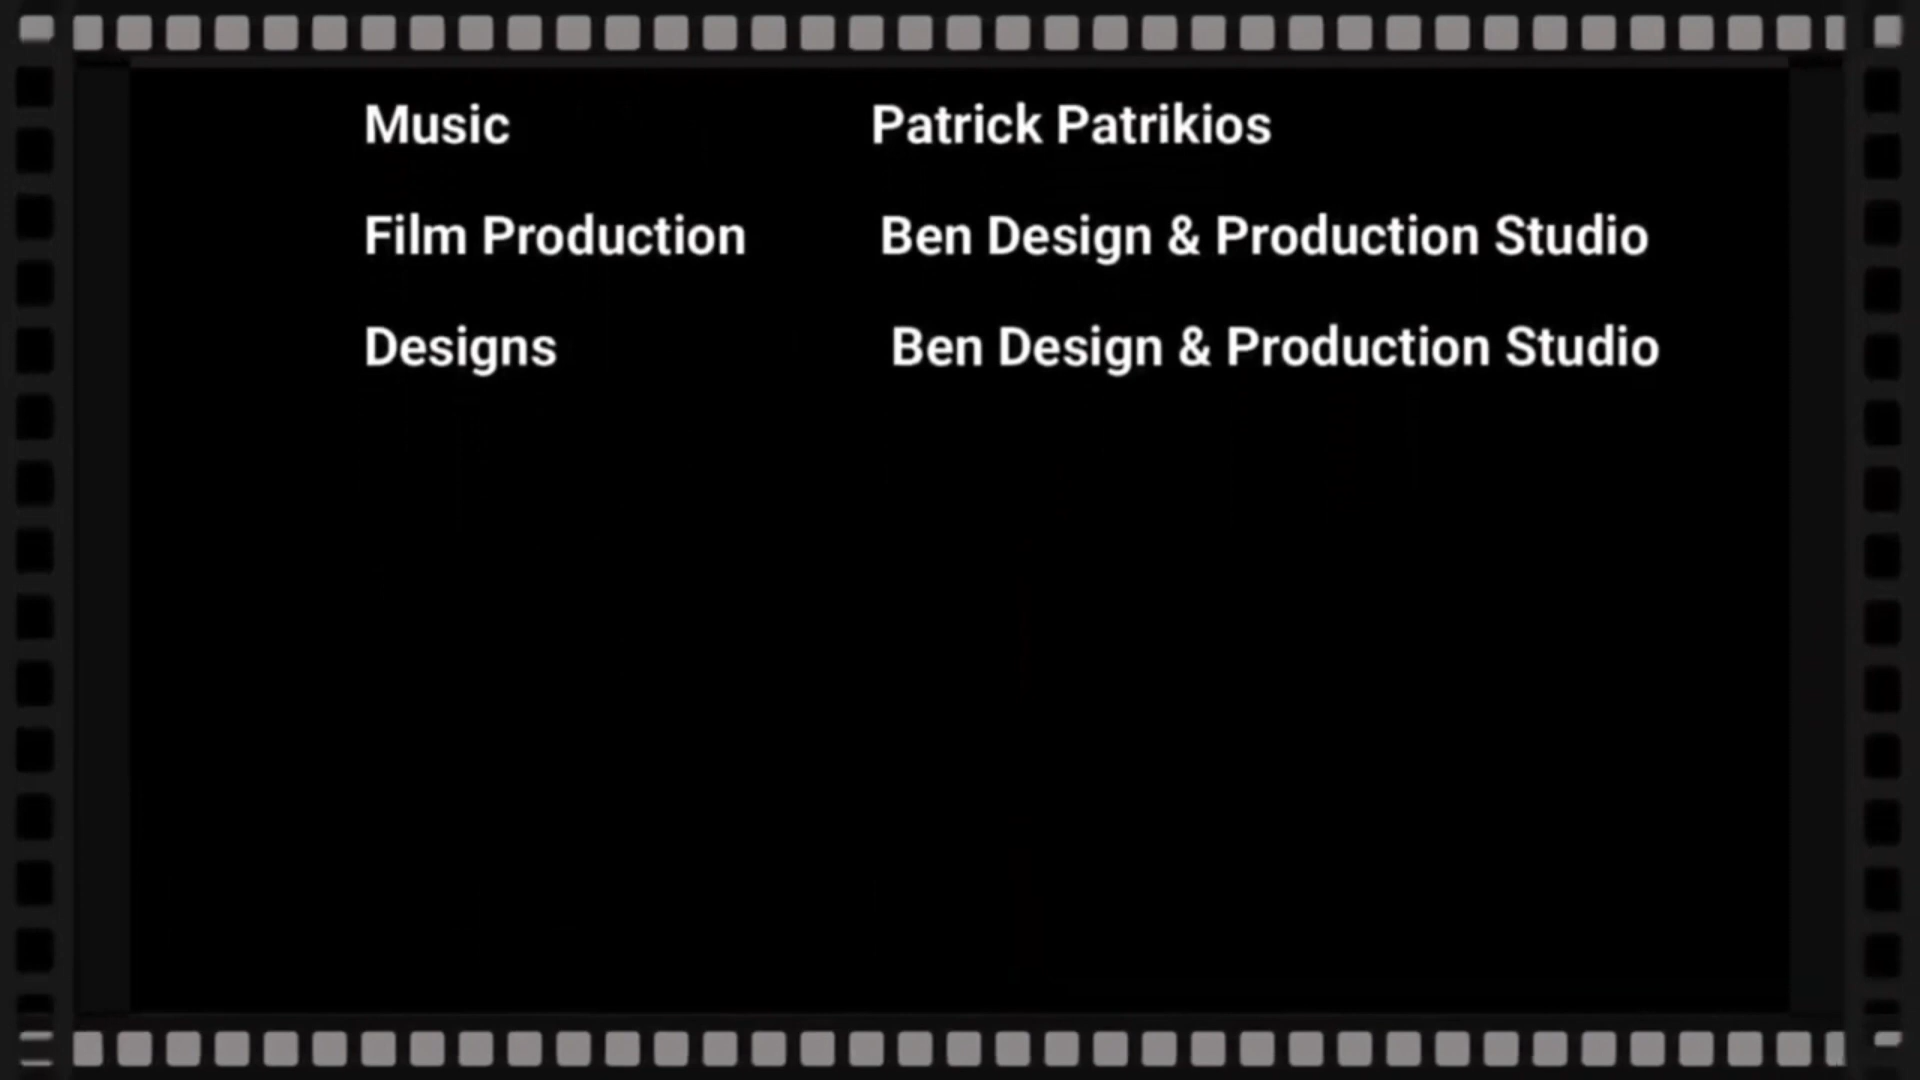 Music Patrick Patrikios
Film Production Ben Design & Production Studio
Designs Ben Design & Production Studio